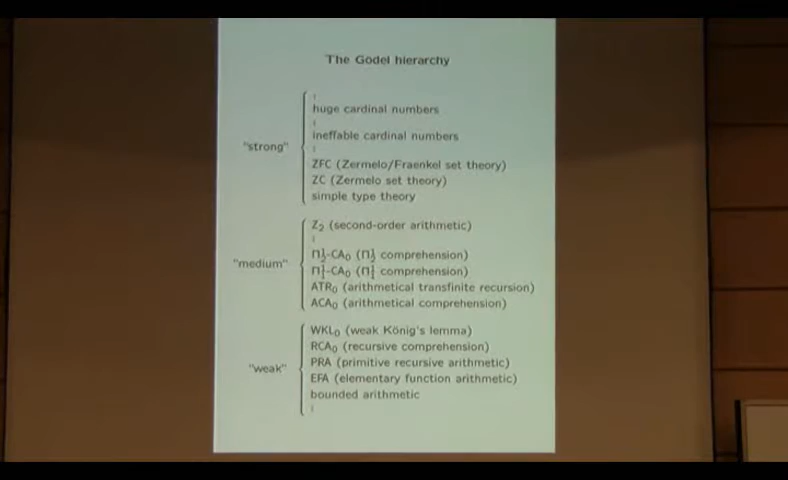 The Godel hierarchy
⋮
huge cardinal numbers
⋮
ineffable cardinal numbers
⋮
"strong"
ZFC (Zermelo/Fraenkel set theory)
ZC (Zermelo set theory)
simple type theory
Z₂ (second-order arithmetic)
⋮
"medium"
Π¹₂-CA₀ (Π¹₂ comprehension)
Π¹₁-CA₀ (Π¹₁ comprehension)
ATR₀ (arithmetical transfinite recursion)
ACA₀ (arithmetical comprehension)
WKL₀ (weak König's lemma)
RCA₀ (recursive comprehension)
"weak"
PRA (primitive recursive arithmetic)
EFA (elementary function arithmetic)
bounded arithmetic
⋮